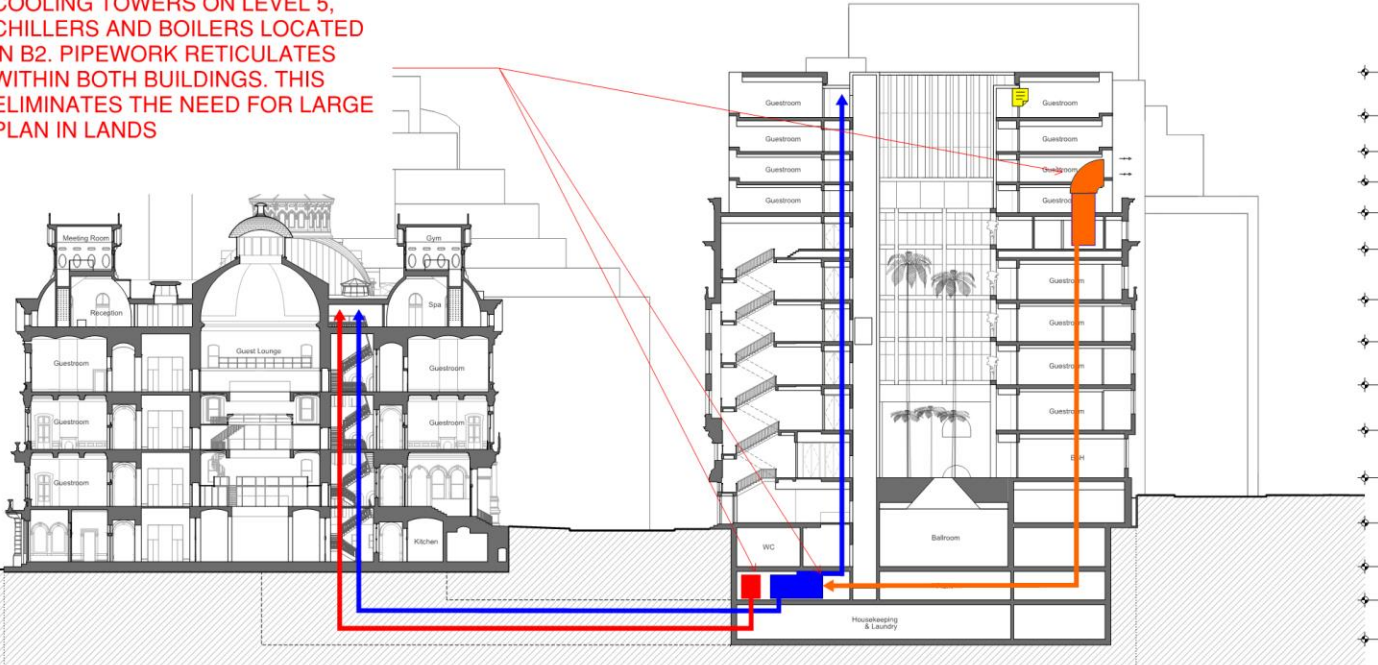 COOLING TOWERS ON LEVEL 5,
CHILLERS AND BOILERS LOCATED
IN B2. PIPEWORK RETICULATES
WITHIN BOTH BUILDINGS. THIS
ELIMINATES THE NEED FOR LARGE
PLAN IN LANDS
Guestroom
Guestroom
Guestroom
Guestroom
Guestroom
Guestroom
Guestroom
Meeting Room
Gym
Reception
Spa
Guestroom
Guest Lounge
Guestroom
Guestroom
Guestroom
Guestroom
Guestroom
Guestroom
Guestroom
Guestroom
Guestroom
Kitchen
WC
Ballroom
Housekeeping
& Laundry